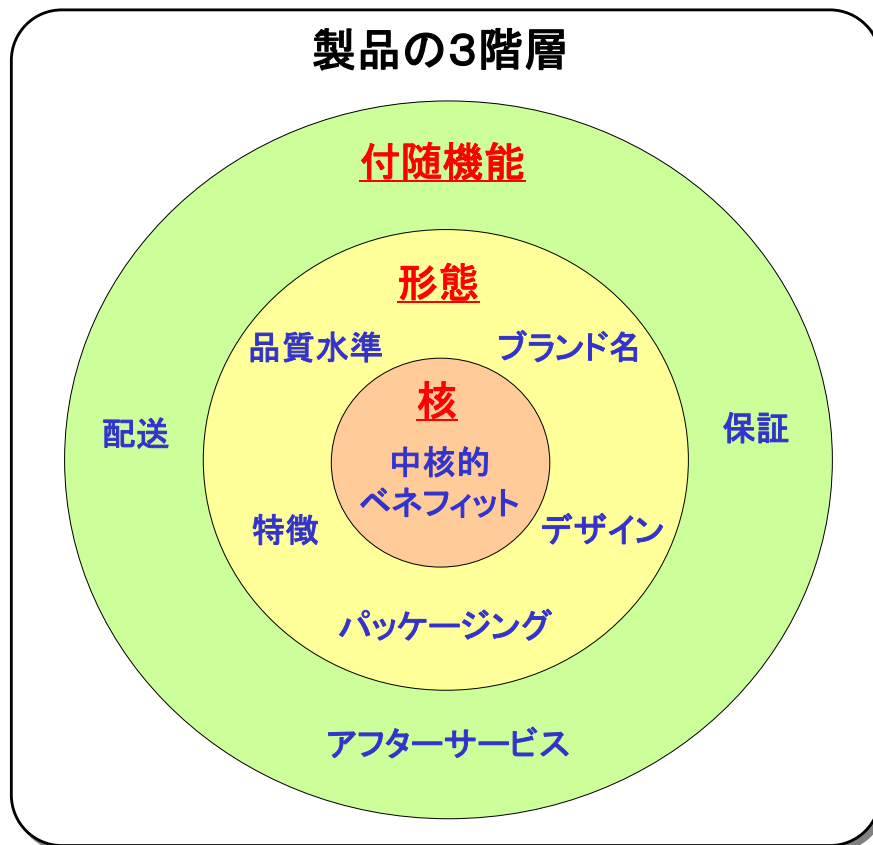 製品の3階層
付随機能
形態
品質水準
ブランド名
核
配送
保証
中核的
ベネフィット
特徴
デザイン
パッケージング
アフターサービス